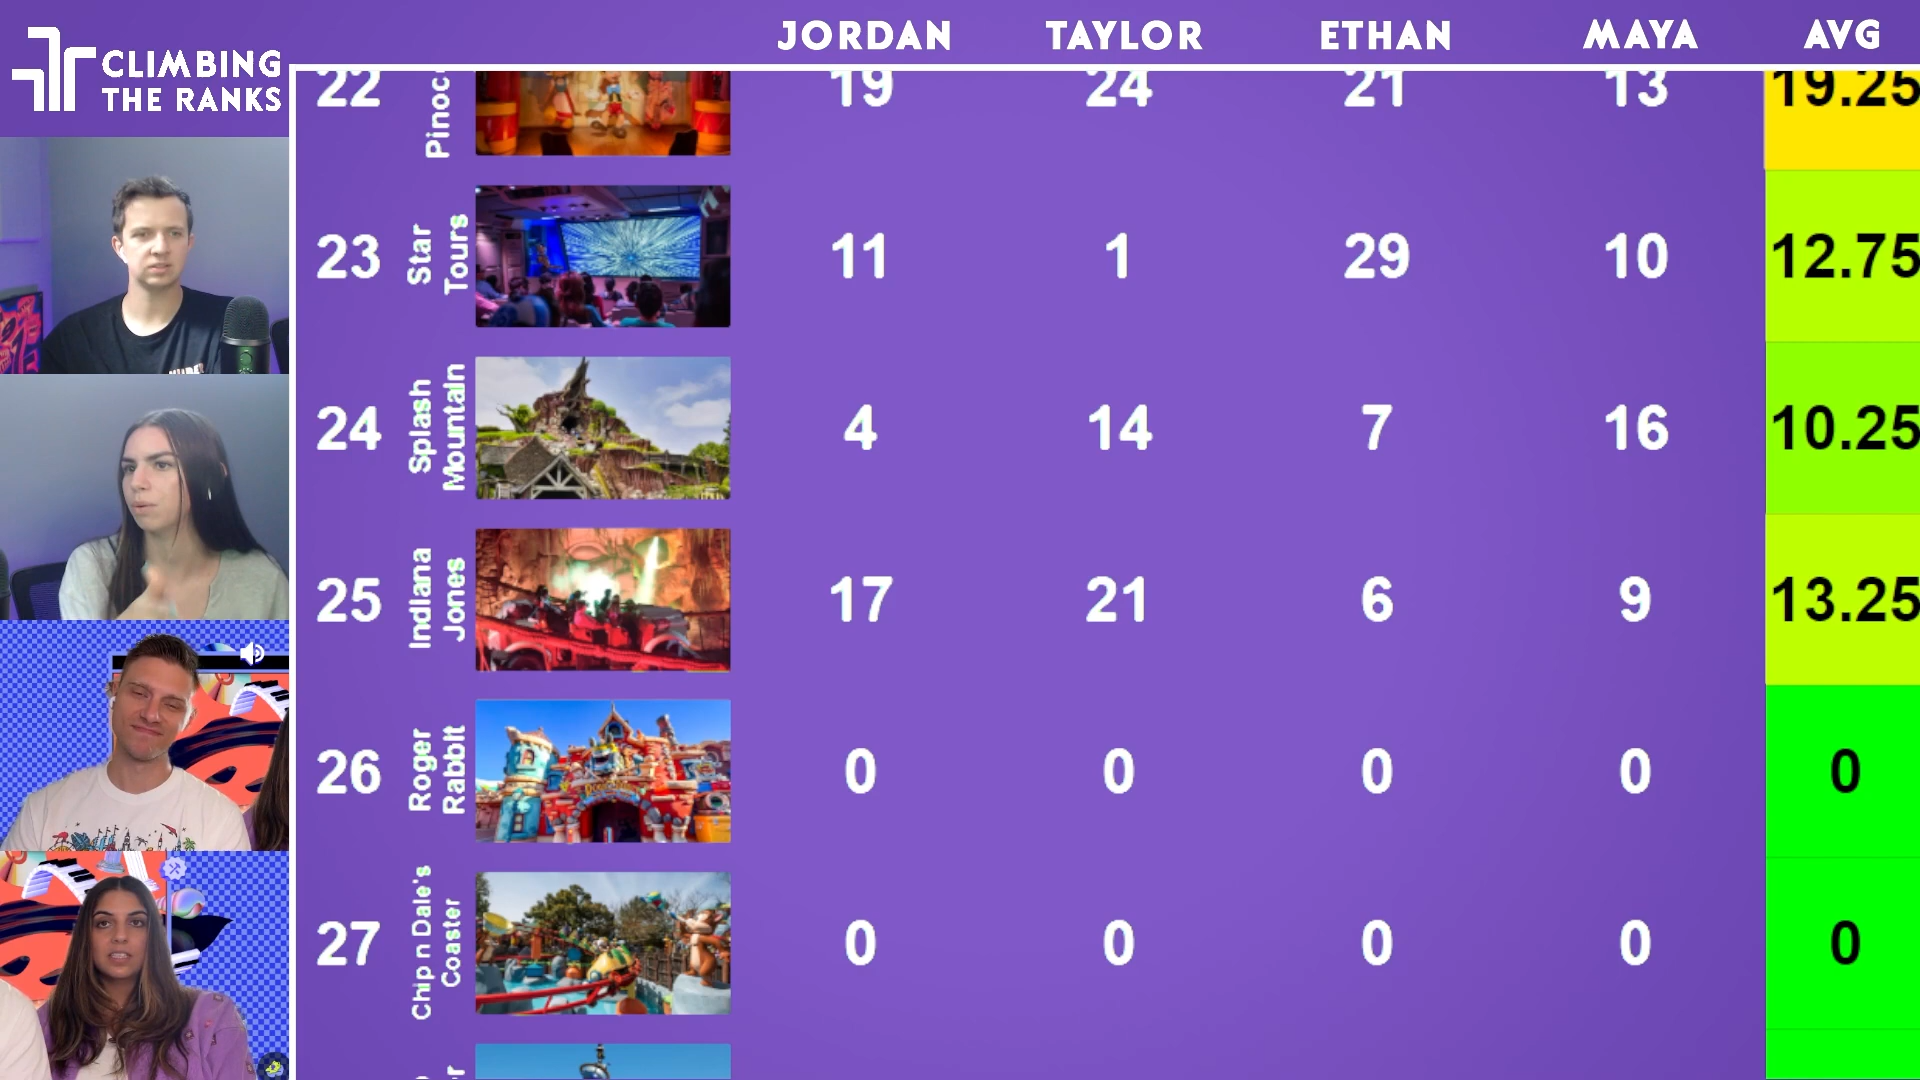 CLIMBING
THE RANKS
JORDAN TAYLOR ETHAN MAYA AVG
22 19 24 21 13 19.25
23 Star Tours 11 1 29 10 12.75
24 Splash Mountain 4 14 7 16 10.25
25 Indiana Jones 17 21 6 9 13.25
26 Roger Rabbit 0 0 0 0 0
27 Chip n Dale's Coaster 0 0 0 0 0